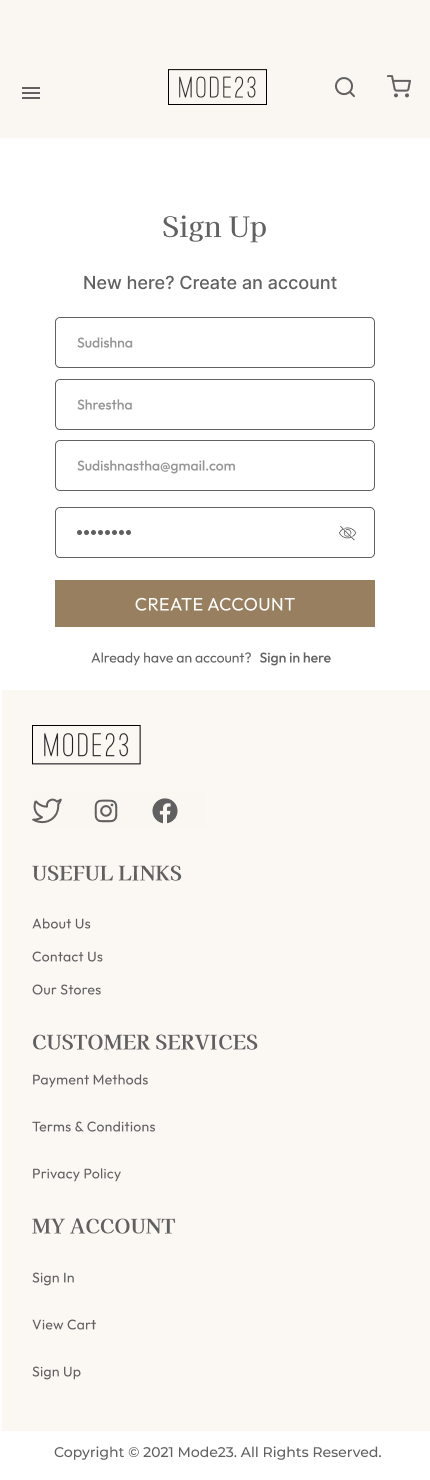 MODE23
Sign Up
New here? Create an account
Sudishna
Shrestha
Sudishnastha@gmail.com
••••••••
CREATE ACCOUNT
Already have an account? Sign in here
MODE23
USEFUL LINKS
About Us
Contact Us
Our Stores
CUSTOMER SERVICES
Payment Methods
Terms & Conditions
Privacy Policy
MY ACCOUNT
Sign In
View Cart
Sign Up
Copyright © 2021 Mode23. All Rights Reserved.